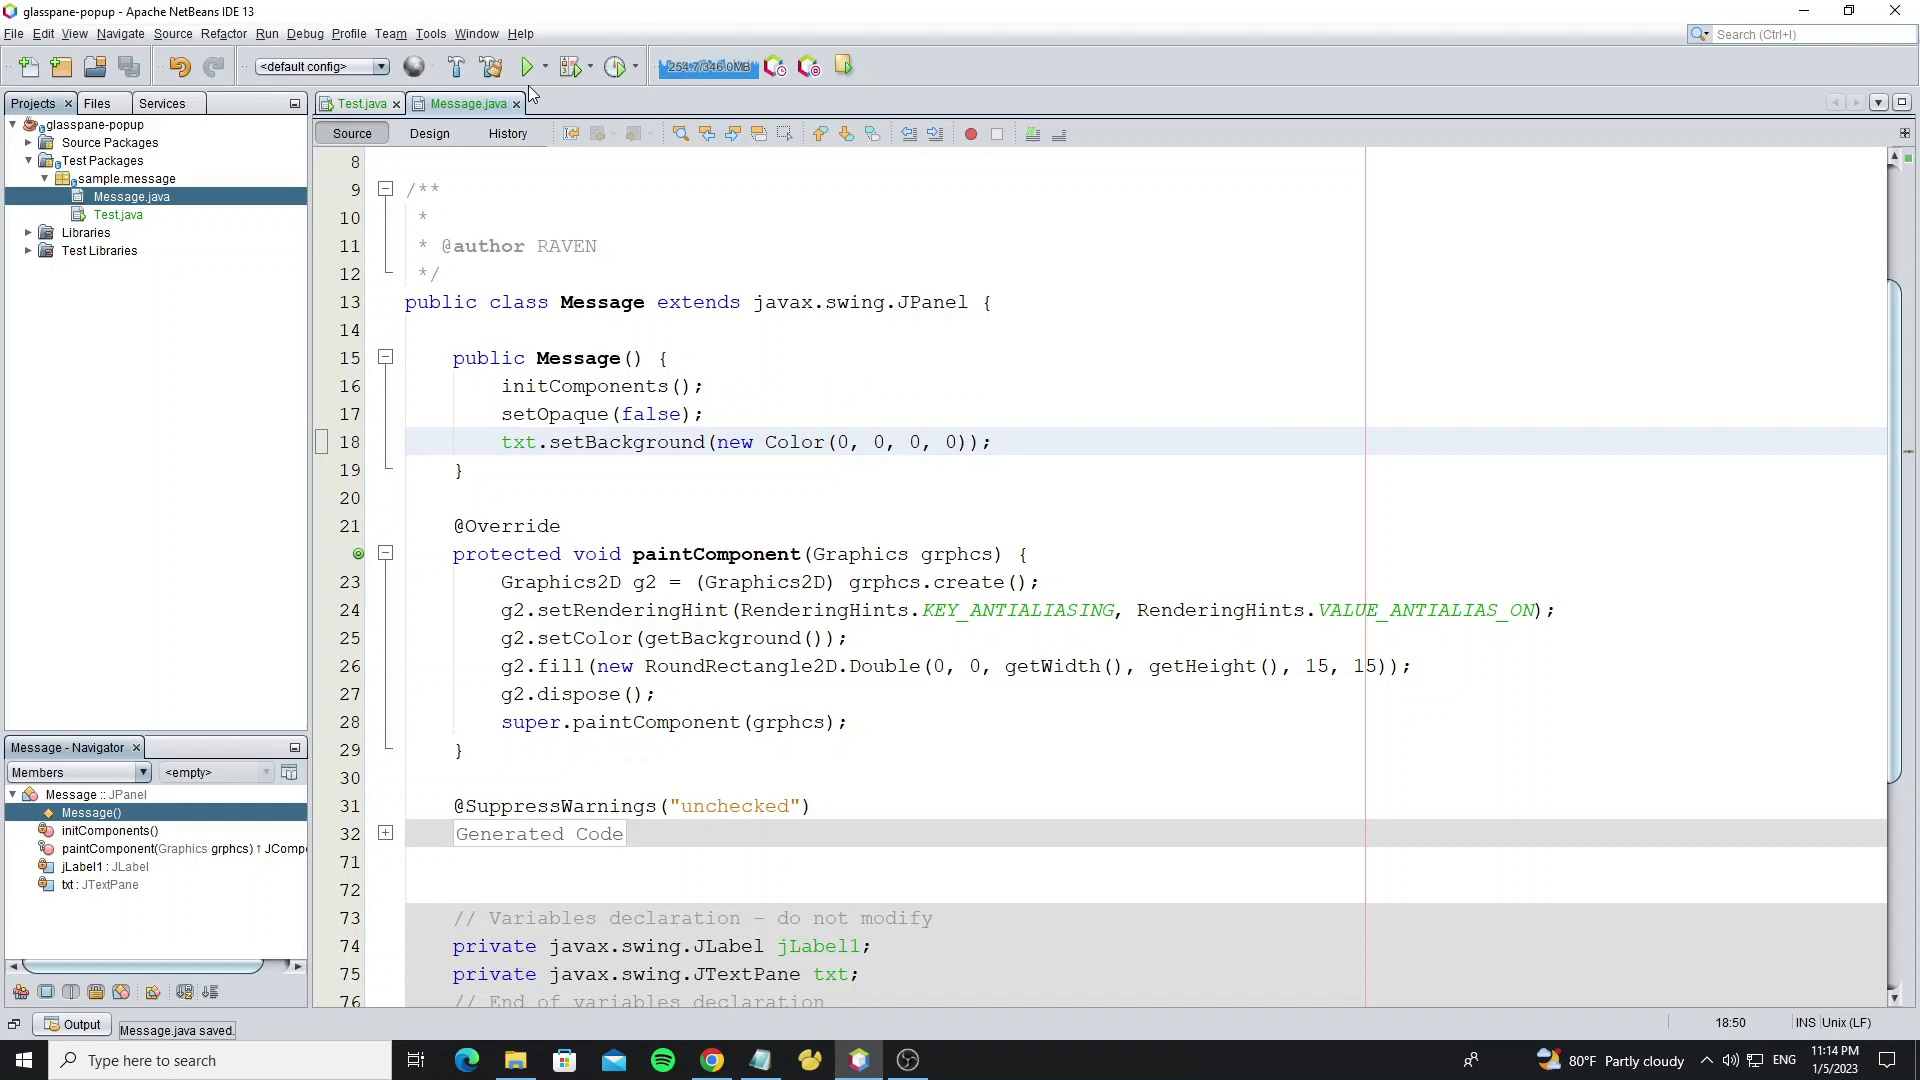 glasspane-popup - Apache NetBeans IDE 13
File Edit View Navigate Source Refactor Run Debug Profile Team Tools Window Help
Search (Ctrl+I)
<default config>
254.7/346.0MB
Projects Files Services
Test.java Message.java
Source Design History
glasspane-popup
Source Packages
Test Packages
sample.message
Message.java
Test.java
Libraries
Test Libraries
8
9 /**
10 *
11 * @author RAVEN
12 */
13 public class Message extends javax.swing.JPanel {
14
15 public Message() {
16 initComponents();
17 setOpaque(false);
18 txt.setBackground(new Color(0, 0, 0, 0));
19 }
20
21 @Override
protected void paintComponent(Graphics grphcs) {
23 Graphics2D g2 = (Graphics2D) grphcs.create();
24 g2.setRenderingHint(RenderingHints.KEY_ANTIALIASING, RenderingHints.VALUE_ANTIALIAS_ON);
25 g2.setColor(getBackground());
26 g2.fill(new RoundRectangle2D.Double(0, 0, getWidth(), getHeight(), 15, 15));
27 g2.dispose();
28 super.paintComponent(grphcs);
29 }
30
31 @SuppressWarnings("unchecked")
32 Generated Code
71
72
73 // Variables declaration - do not modify
74 private javax.swing.JLabel jLabel1;
75 private javax.swing.JTextPane txt;
76 // End of variables declaration
Message - Navigator
Members <empty>
Message :: JPanel
Message()
initComponents()
paintComponent(Graphics grphcs) ↑ JCompo
jLabel1 : JLabel
txt : JTextPane
Output
Message.java saved.
18:50 INS Unix (LF)
Type here to search
80°F Partly cloudy
ENG
11:14 PM
1/5/2023